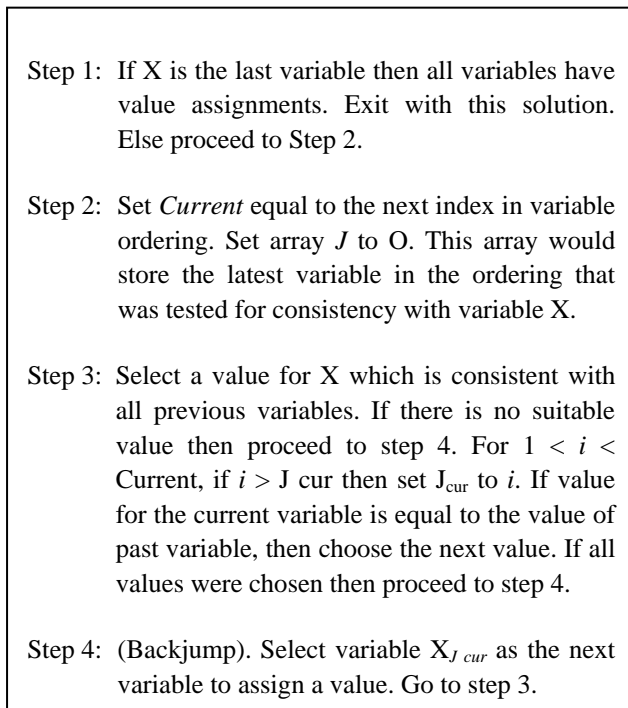 Step 1: If X is the last variable then all variables have
value assignments. Exit with this solution.
Else proceed to Step 2.
Step 2: Set Current equal to the next index in variable
ordering. Set array J to O. This array would
store the latest variable in the ordering that
was tested for consistency with variable X.
Step 3: Select a value for X which is consistent with
all previous variables. If there is no suitable
value then proceed to step 4. For 1 < i <
Current, if i > J cur then set Jcur to i. If value
for the current variable is equal to the value of
past variable, then choose the next value. If all
values were chosen then proceed to step 4.
Step 4: (Backjump). Select variable XJ cur as the next
variable to assign a value. Go to step 3.